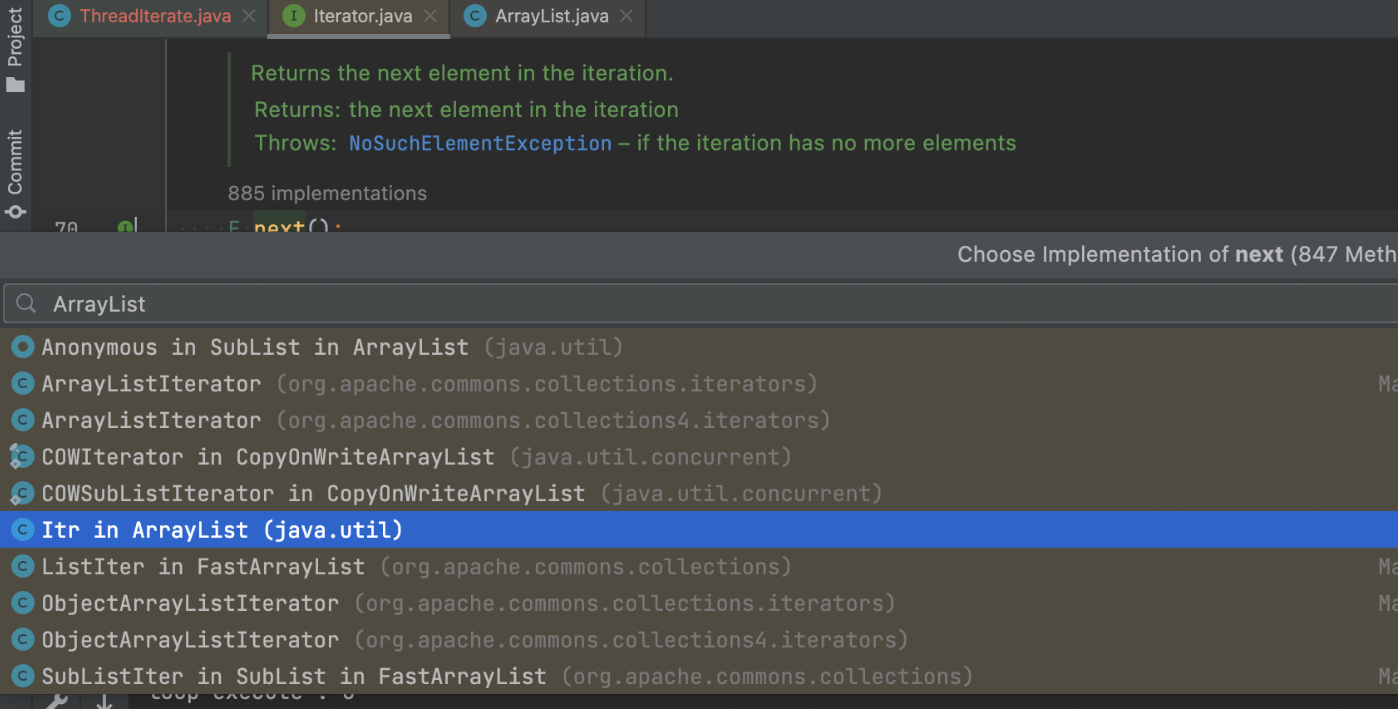 ThreadIterate.java Iterator.java ArrayList.java
Project
Commit
Returns the next element in the iteration.
Returns: the next element in the iteration
Throws: NoSuchElementException – if the iteration has no more elements
885 implementations
70 E next();
Choose Implementation of next (847 Meth
ArrayList
Anonymous in SubList in ArrayList (java.util)
ArrayListIterator (org.apache.commons.collections.iterators) Ma
ArrayListIterator (org.apache.commons.collections4.iterators)
COWIterator in CopyOnWriteArrayList (java.util.concurrent)
COWSubListIterator in CopyOnWriteArrayList (java.util.concurrent)
Itr in ArrayList (java.util)
ListIter in FastArrayList (org.apache.commons.collections) Ma
ObjectArrayListIterator (org.apache.commons.collections.iterators) Ma
ObjectArrayListIterator (org.apache.commons.collections4.iterators)
SubListIter in SubList in FastArrayList (org.apache.commons.collections) Ma
loop execute :